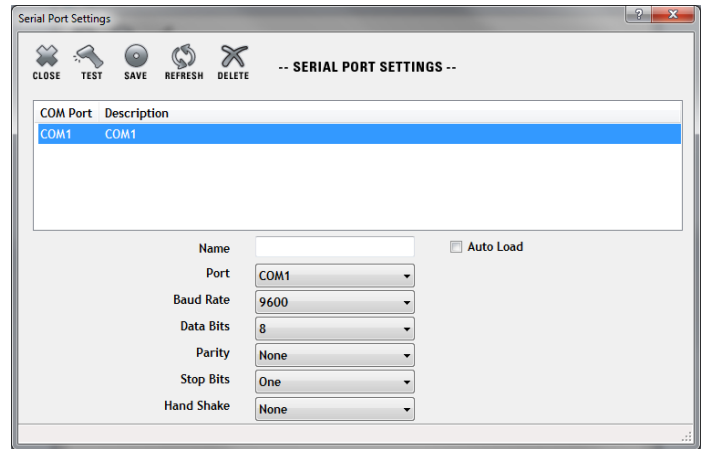 Serial Port Settings
CLOSE TEST SAVE REFRESH DELETE -- SERIAL PORT SETTINGS --
COM Port Description
COM1 COM1
Name Auto Load
Port COM1
Baud Rate 9600
Data Bits 8
Parity None
Stop Bits One
Hand Shake None